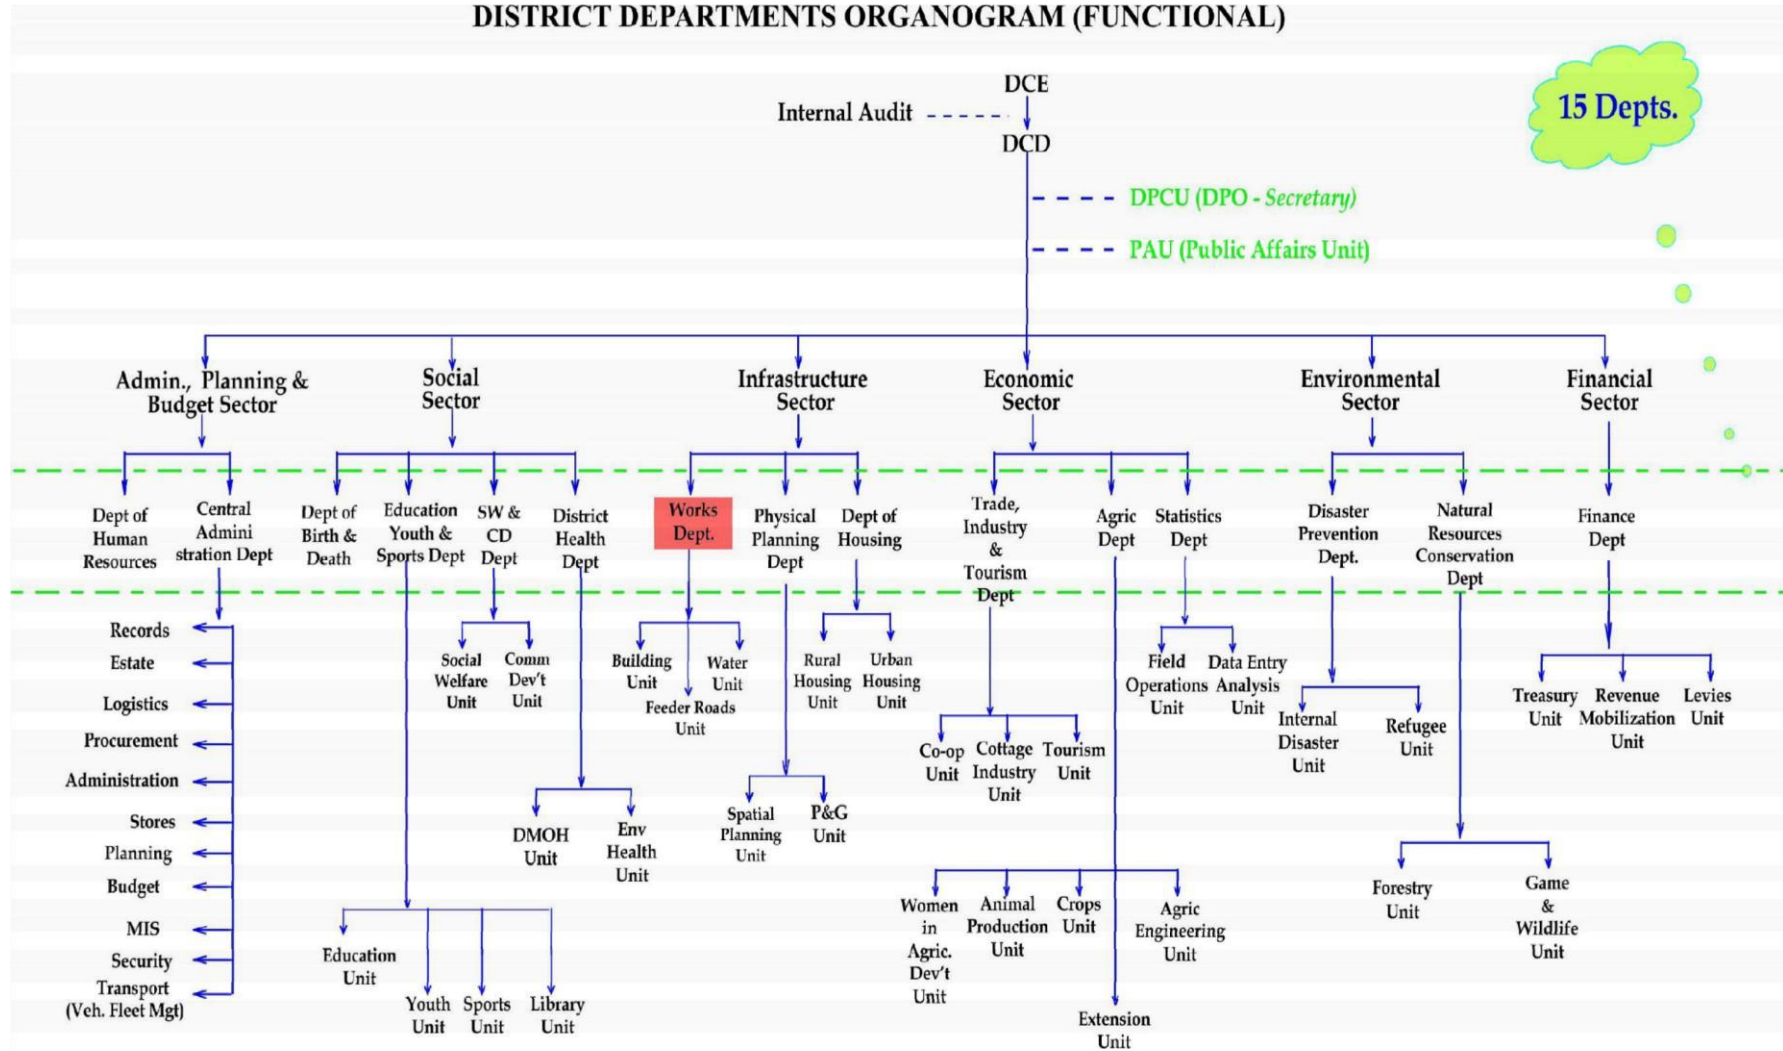 DISTRICT DEPARTMENTS ORGANOGRAM (FUNCTIONAL)
15 Depts.
DCE
Internal Audit
DCD
DPCU (DPO - Secretary)
PAU (Public Affairs Unit)
Admin., Planning &
Budget Sector
Social
Sector
Infrastructure
Sector
Economic
Sector
Environmental
Sector
Financial
Sector
Dept of
Human
Resources
Central
Admini
stration Dept
Dept of
Birth &
Death
Education
Youth &
Sports Dept
SW &
CD
Dept
District
Health
Dept
Works
Dept.
Physical
Planning
Dept
Dept of
Housing
Trade,
Industry
&
Tourism
Dept
Agric
Dept
Statistics
Dept
Disaster
Prevention
Dept.
Natural
Resources
Conservation
Dept
Finance
Dept
Records
Estate
Logistics
Procurement
Administration
Stores
Planning
Budget
MIS
Security
Transport
(Veh. Fleet Mgt)
Education
Unit
Youth
Unit
Sports
Unit
Library
Unit
Social
Welfare
Unit
Comm
Dev't
Unit
DMOH
Unit
Env
Health
Unit
Building
Unit
Feeder Roads
Unit
Water
Unit
Spatial
Planning
Unit
P&G
Unit
Rural
Housing
Unit
Urban
Housing
Unit
Co-op
Unit
Cottage
Industry
Unit
Tourism
Unit
Women
in
Agric.
Dev't
Unit
Animal
Production
Unit
Crops
Unit
Agric
Engineering
Unit
Extension
Unit
Field
Operations
Unit
Data Entry
Analysis
Unit
Internal
Disaster
Unit
Refugee
Unit
Forestry
Unit
Game
&
Wildlife
Unit
Treasury
Unit
Revenue
Mobilization
Unit
Levies
Unit